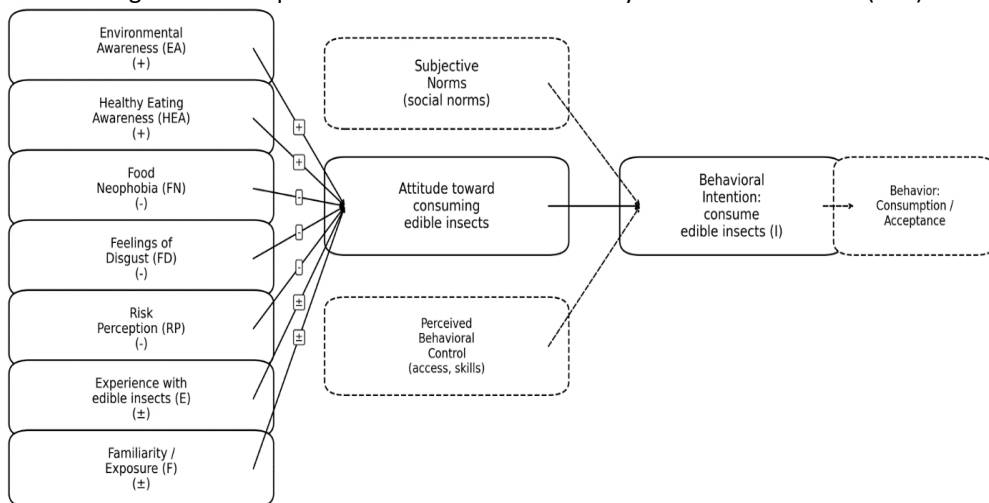 Environmental
Awareness (EA)
(+)
Healthy Eating
Awareness (HEA)
(+)
Food
Neophobia (FN)
(-)
Feelings of
Disgust (FD)
(-)
Risk
Perception (RP)
(-)
Experience with
edible insects (E)
(±)
Familiarity /
Exposure (F)
(±)
+
+
-
-
-
±
±
Subjective
Norms
(social norms)
Attitude toward
consuming
edible insects
Perceived
Behavioral
Control
(access, skills)
Behavioral
Intention:
consume
edible insects (I)
Behavior:
Consumption /
Acceptance